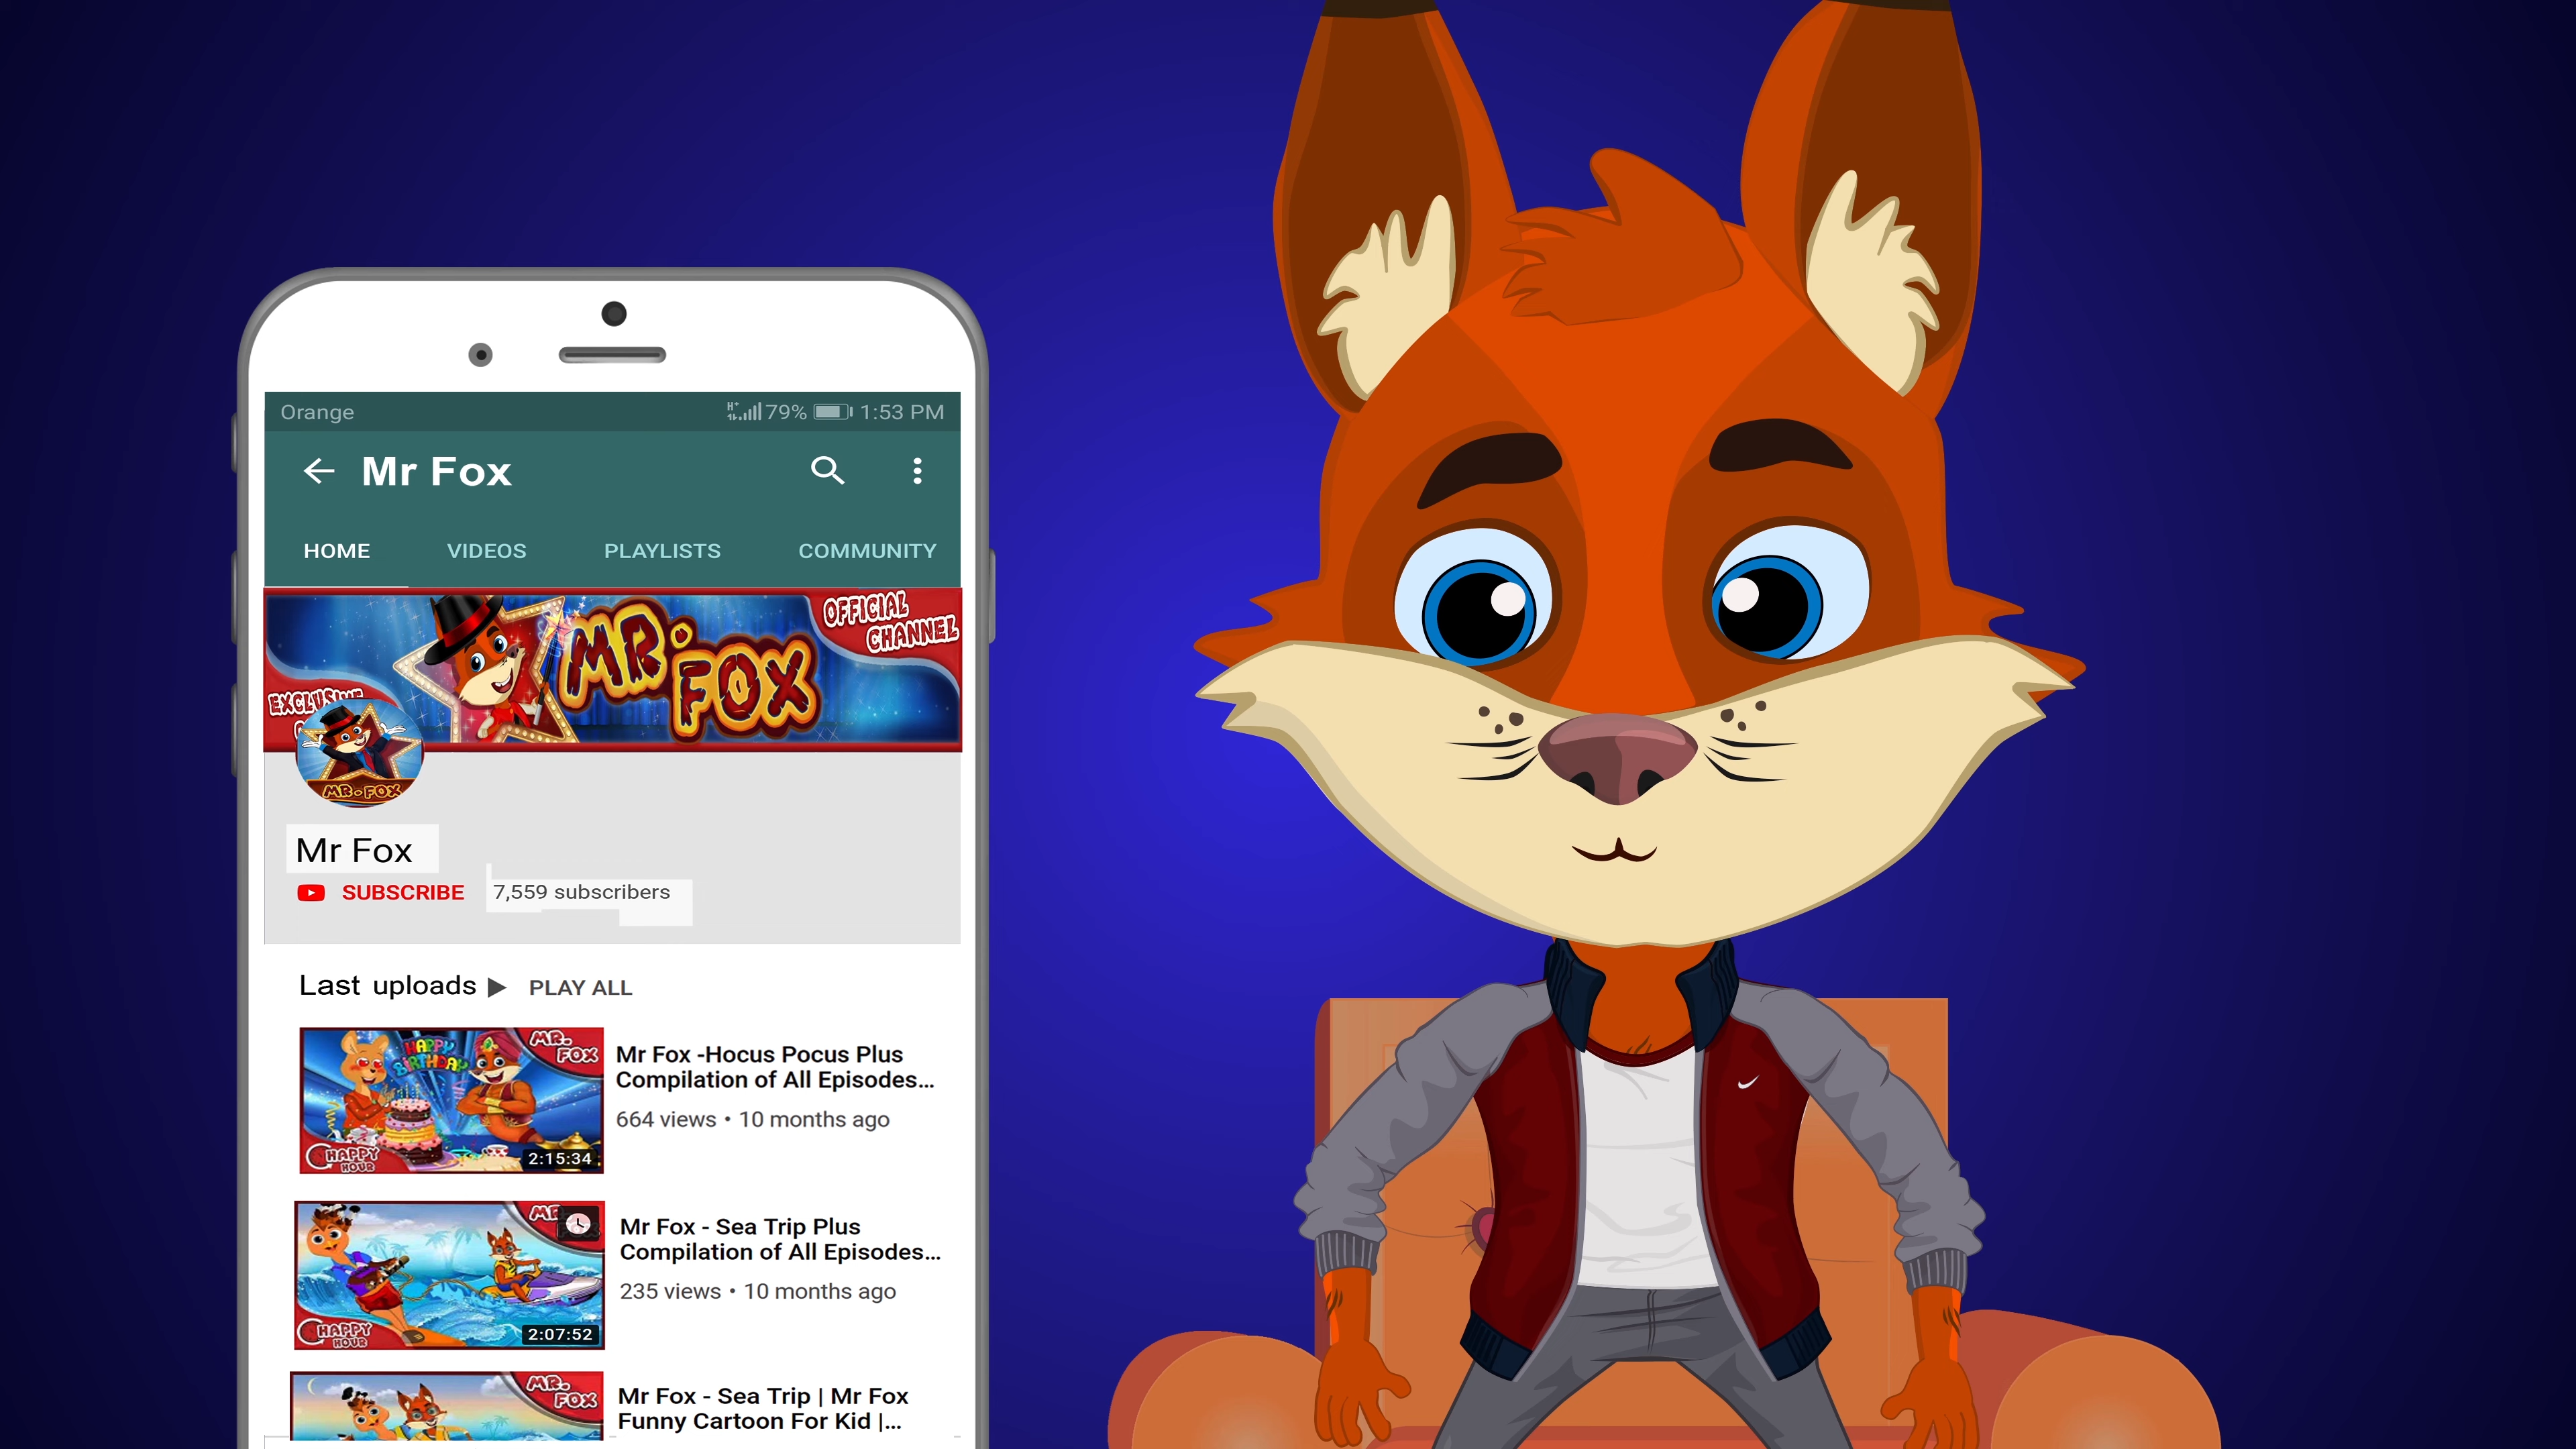 Orange
H+ 79% 1:53 PM
Mr Fox
HOME VIDEOS PLAYLISTS COMMUNITY
OFFICIAL
CHANNEL
MR.
FOX
EXCLUSIVE
MR. FOX
Mr Fox
SUBSCRIBE 7,559 subscribers
Last uploads PLAY ALL
HAPPY
BIRTHDAY
MR.
FOX
HAPPY
HOUR
2:15:34
Mr Fox -Hocus Pocus Plus
Compilation of All Episodes...
664 views • 10 months ago
HAPPY
HOUR
2:07:52
Mr Fox - Sea Trip Plus
Compilation of All Episodes...
235 views • 10 months ago
MR.
FOX
Mr Fox - Sea Trip | Mr Fox
Funny Cartoon For Kid |...